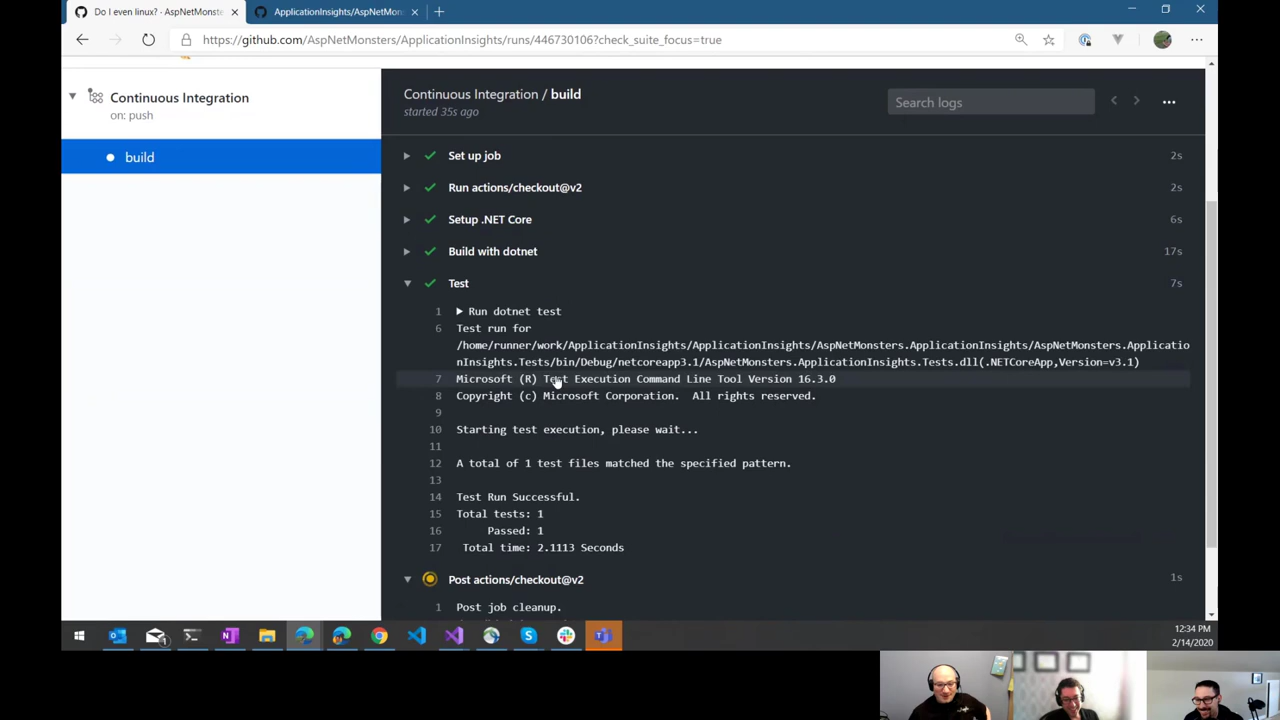 Do I even linux? - AspNetMonste
ApplicationInsights/AspNetMons
https://github.com/AspNetMonsters/ApplicationInsights/runs/446730106?check_suite_focus=true
Continuous Integration
on: push
build
Continuous Integration / build
started 35s ago
Search logs
Set up job 2s
Run actions/checkout@v2 2s
Setup .NET Core 6s
Build with dotnet 17s
Test 7s
1 Run dotnet test
6 Test run for
/home/runner/work/ApplicationInsights/ApplicationInsights/AspNetMonsters.ApplicationInsights/AspNetMonsters.Applicatio
nInsights.Tests/bin/Debug/netcoreapp3.1/AspNetMonsters.ApplicationInsights.Tests.dll(.NETCoreApp,Version=v3.1)
7 Microsoft (R) Test Execution Command Line Tool Version 16.3.0
8 Copyright (c) Microsoft Corporation. All rights reserved.
9
10 Starting test execution, please wait...
11
12 A total of 1 test files matched the specified pattern.
13
14 Test Run Successful.
15 Total tests: 1
16 Passed: 1
17 Total time: 2.1113 Seconds
Post actions/checkout@v2 1s
1 Post job cleanup.
12:34 PM
2/14/2020